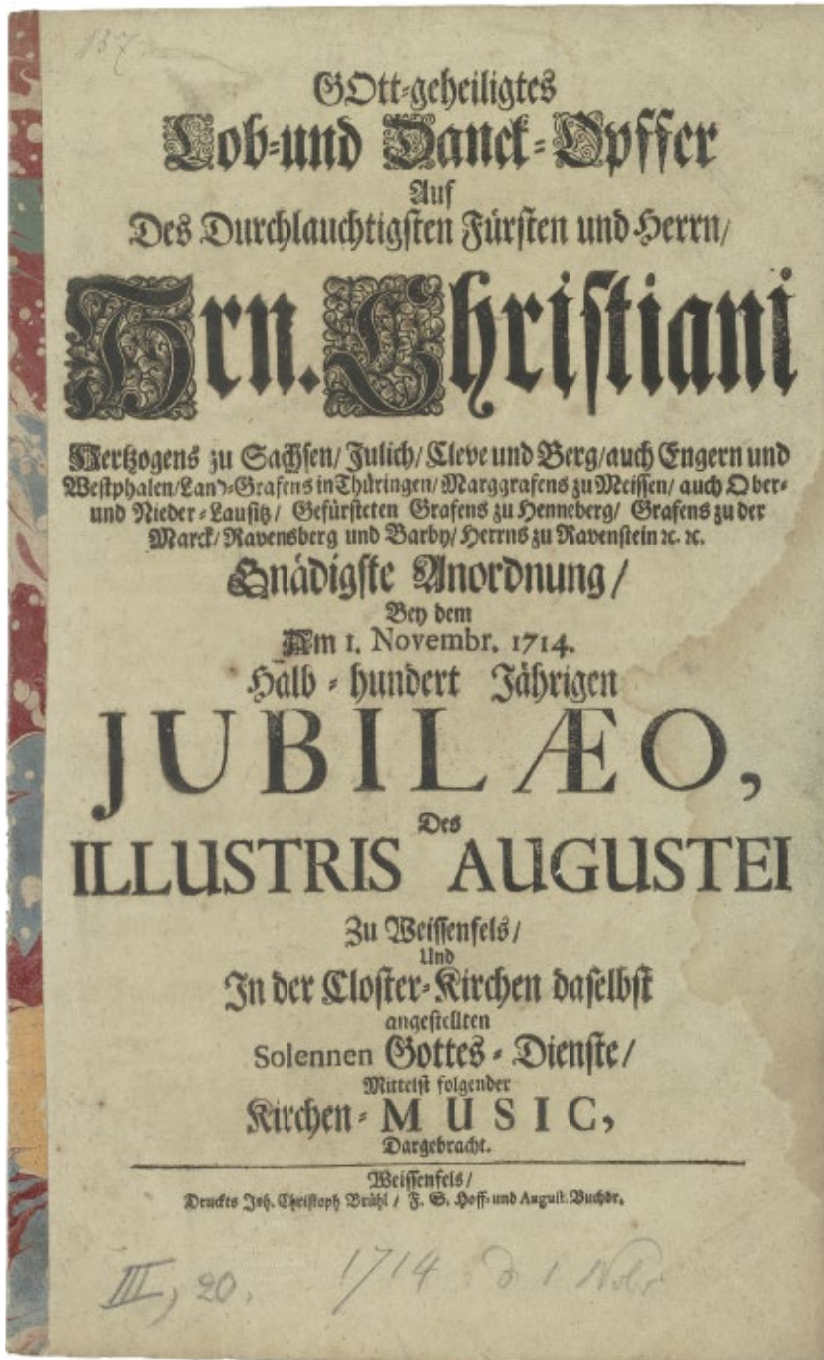 157.
GOtt-geheiligtes
Lob-und Danck-Opffer
Auf
Des Durchlauchtigsten Fürsten und Herrn/
Hrn. Christiani
Hertzogens zu Sachsen/ Julich/ Cleve und Berg/ auch Engern und
Westphalen/ Land-Grafens in Thüringen/ Marggrafens zu Meissen/ auch Ober-
und Nieder-Lausitz/ Gefürsteten Grafens zu Henneberg/ Grafens zu der
Marck/ Ravensberg und Barby/ Herrns zu Ravenstein ꝛc. ꝛc.
Gnädigste Anordnung/
Bey dem
Am 1. Novembr. 1714.
Halb-hundert Jährigen
JUBILÆO,
Des
ILLUSTRIS AUGUSTEI
Zu Weissenfels/
Und
In der Closter-Kirchen daselbst
angestellten
Solennen Gottes-Dienste/
Mittelst folgender
Kirchen-MUSIC,
Dargebracht.
Weissenfels/
Druckts Joh. Christoph Brühl/ F. S. Hoff- und August. Buchdr.
III, 20. 1714 d 1 Nobr